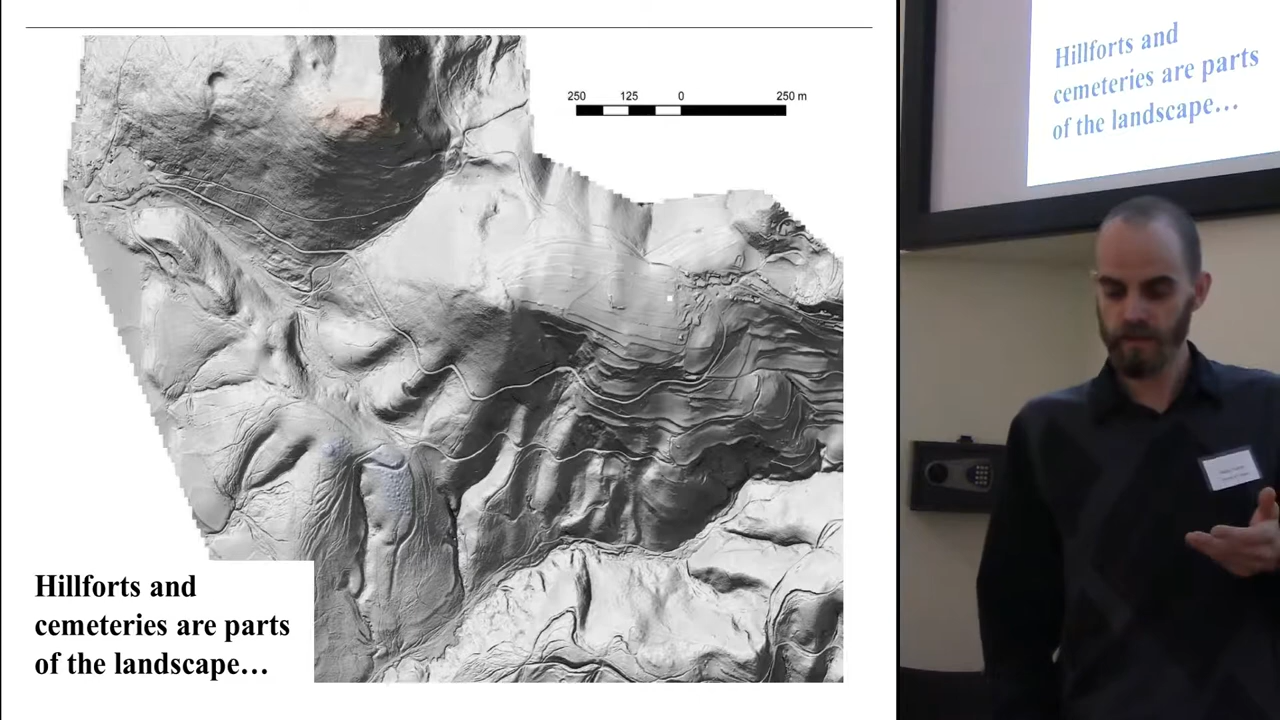 250 125 0 250 m
Hillforts and
cemeteries are parts
of the landscape…
Hillforts and
cemeteries are parts
of the landscape…